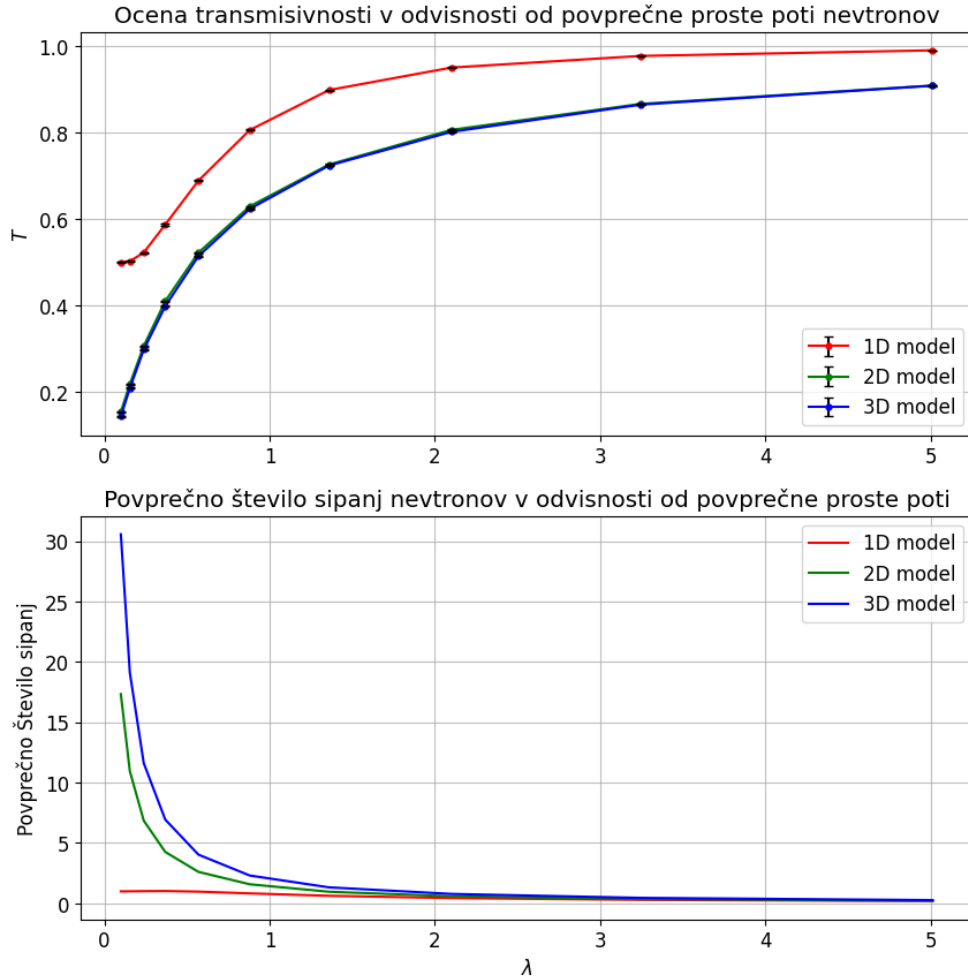 Ocena transmisivnosti v odvisnosti od povprečne proste poti nevtronov
1.0
0.8
0.6
0.4
0.2
T
1D model
2D model
3D model
0 1 2 3 4 5
Povprečno število sipanj nevtronov v odvisnosti od povprečne proste poti
30
25
20
15
10
5
0
Povprečno Število sipanj
1D model
2D model
3D model
0 1 2 3 4 5
λ